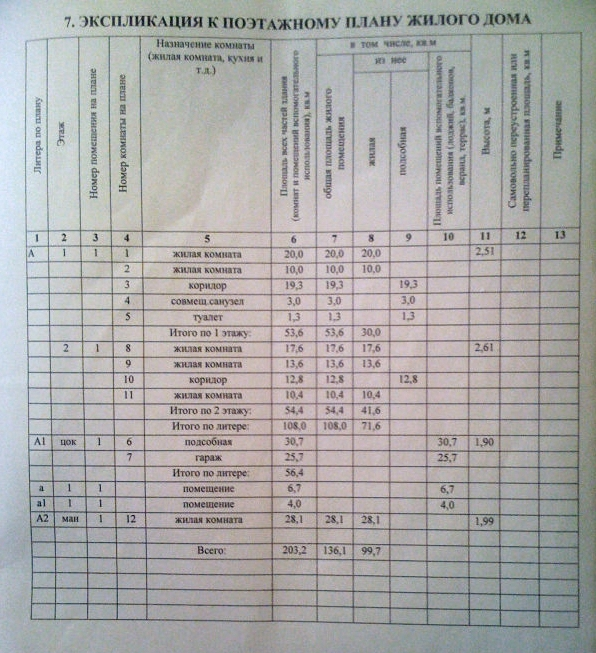 7. ЭКСПЛИКАЦИЯ К ПОЭТАЖНОМУ ПЛАНУ ЖИЛОГО ДОМА
Литера по плану
Этаж
Номер помещения на плане
Номер комнаты на плане
Назначение комнаты
(жилая комната, кухня и
т.д.)
Площадь всех частей здания
(комнат и помещений вспомогательного
использования), кв.м
в том числе, кв.м
общая площадь жилого
помещения
из нее
жилая
подсобная
Площадь помещений вспомогательного
использования (лоджий, балконов,
веранд, террас), кв.м.
Высота, м
Самовольно переустроенная или
перепланированная площадь, кв.м
Примечание
1 2 3 4 5 6 7 8 9 10 11 12 13
А 1 1 1 жилая комната 20,0 20,0 20,0 2,51
2 жилая комната 10,0 10,0 10,0
3 коридор 19,3 19,3 19,3
4 совмещ.санузел 3,0 3,0 3,0
5 туалет 1,3 1,3 1,3
Итого по 1 этажу: 53,6 53,6 30,0
2 1 8 жилая комната 17,6 17,6 17,6 2,61
9 жилая комната 13,6 13,6 13,6
10 коридор 12,8 12,8 12,8
11 жилая комната 10,4 10,4 10,4
Итого по 2 этажу: 54,4 54,4 41,6
Итого по литере: 108,0 108,0 71,6
А1 цок 1 6 подсобная 30,7 30,7 1,90
7 гараж 25,7 25,7
Итого по литере: 56,4
а 1 1 помещение 6,7 6,7
а1 1 1 помещение 4,0 4,0
А2 ман 1 12 жилая комната 28,1 28,1 28,1 1,99
Всего: 203,2 136,1 99,7